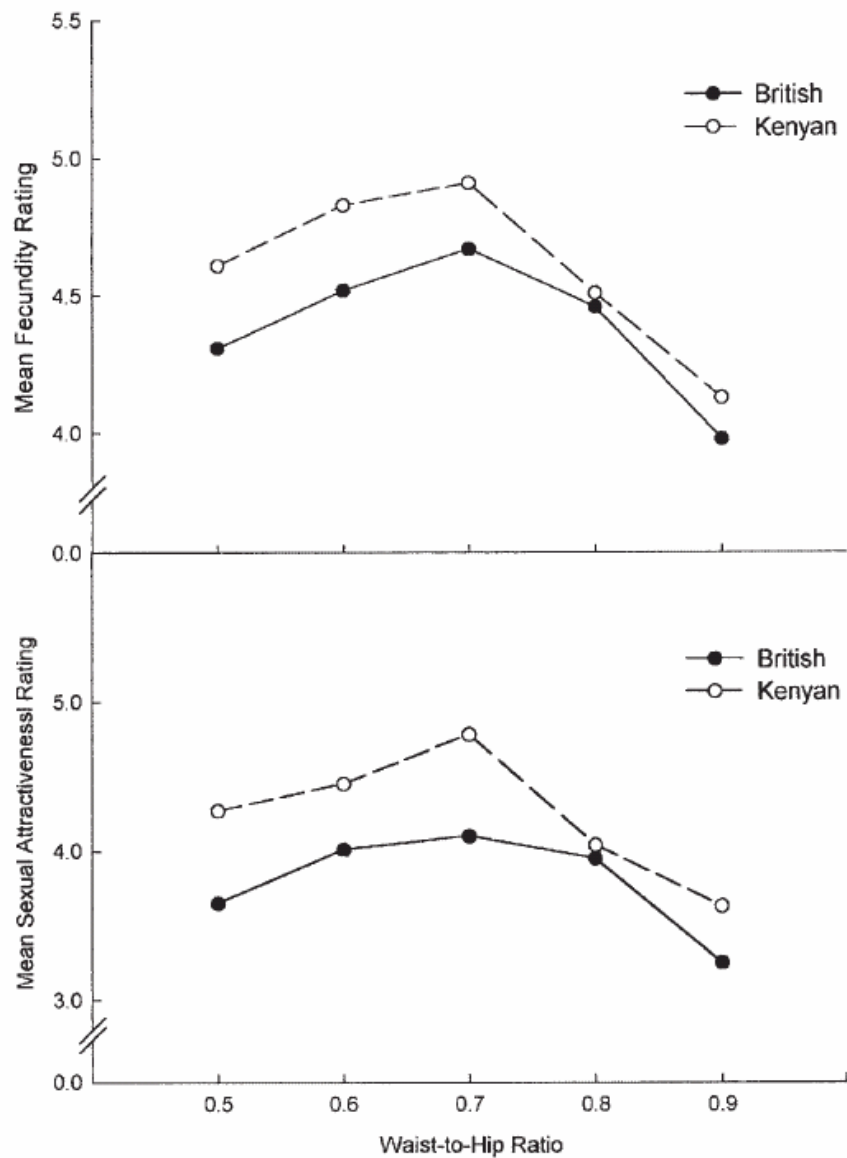 5.5
British
Kenyan
5.0
Mean Fecundity Rating
4.5
4.0
0.0
British
Kenyan
5.0
Mean Sexual Attractivenessl Rating
4.0
3.0
0.0
0.5 0.6 0.7 0.8 0.9
Waist-to-Hip Ratio